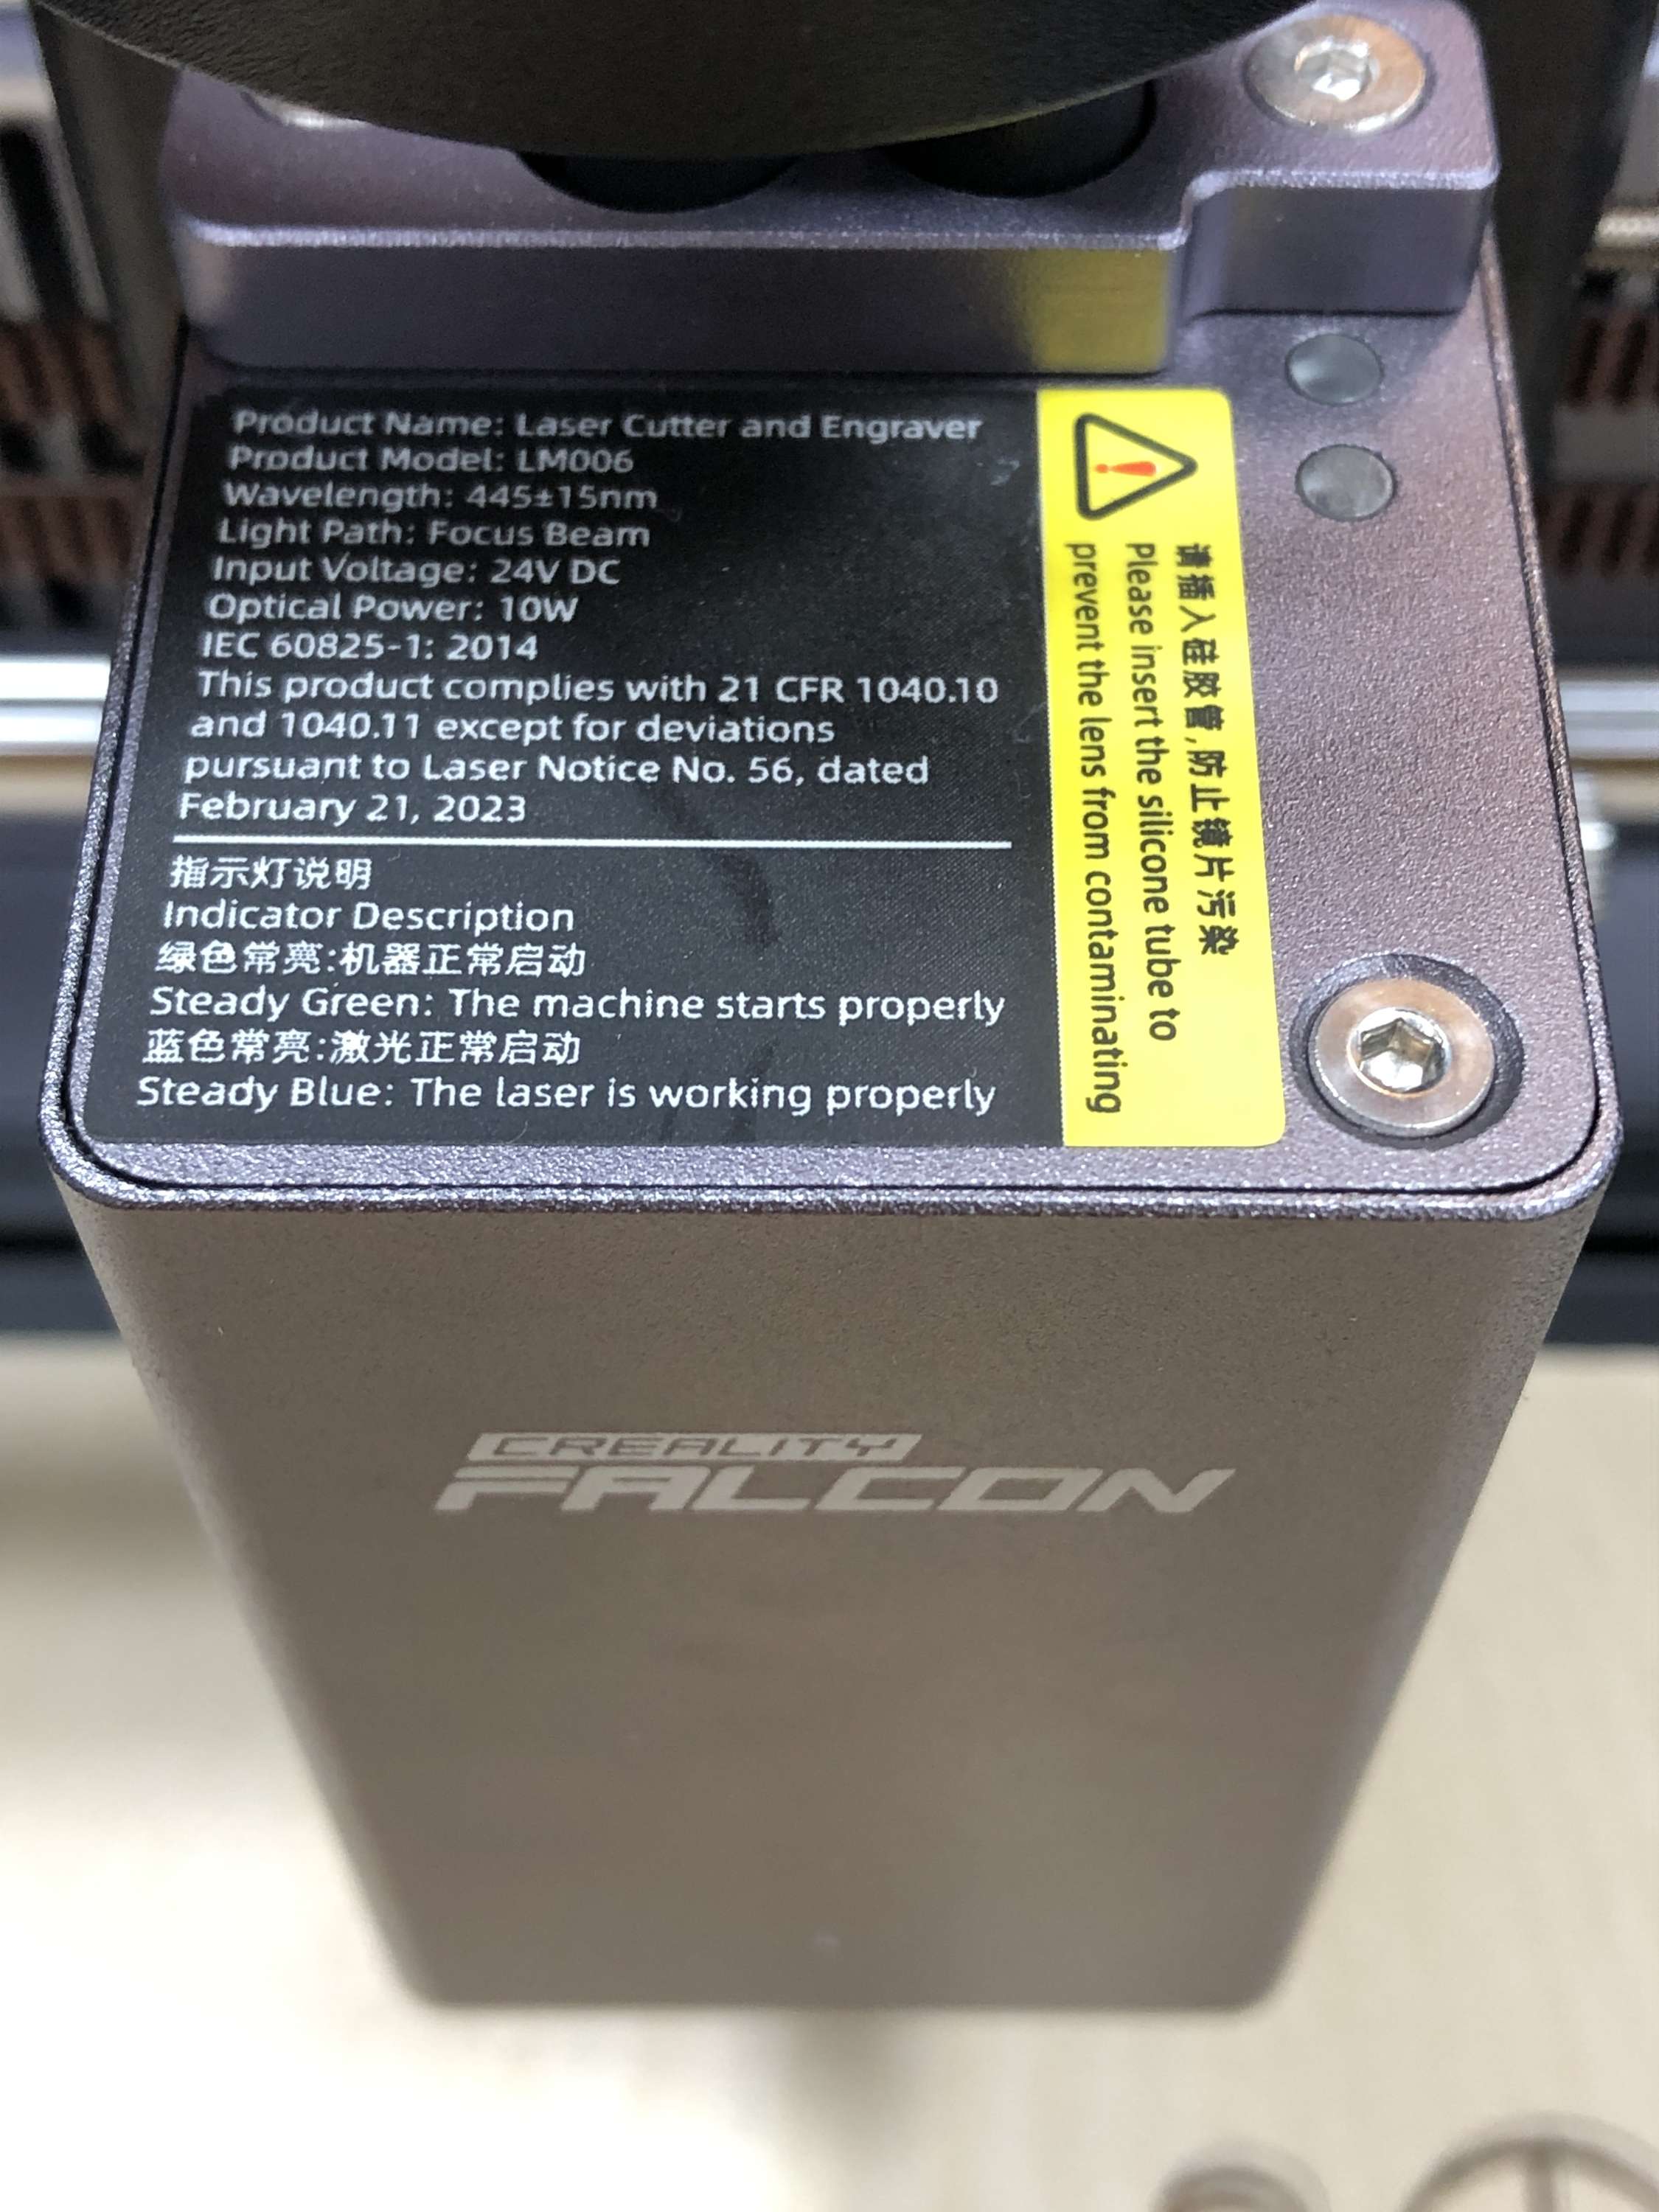 Product Name: Laser Cutter and Engraver
Product Model: LM006
Wavelength: 445±15nm
Light Path: Focus Beam
Input Voltage: 24V DC
Optical Power: 10W
IEC 60825-1: 2014
This product complies with 21 CFR 1040.10
and 1040.11 except for deviations
pursuant to Laser Notice No. 56, dated
February 21, 2023
指示灯说明
Indicator Description
绿色常亮:机器正常启动
Steady Green: The machine starts properly
蓝色常亮:激光正常启动
Steady Blue: The laser is working properly
请插入硅胶管,防止镜片污染
Please insert the silicone tube to
prevent the lens from contaminating
CREALITY
FALCON